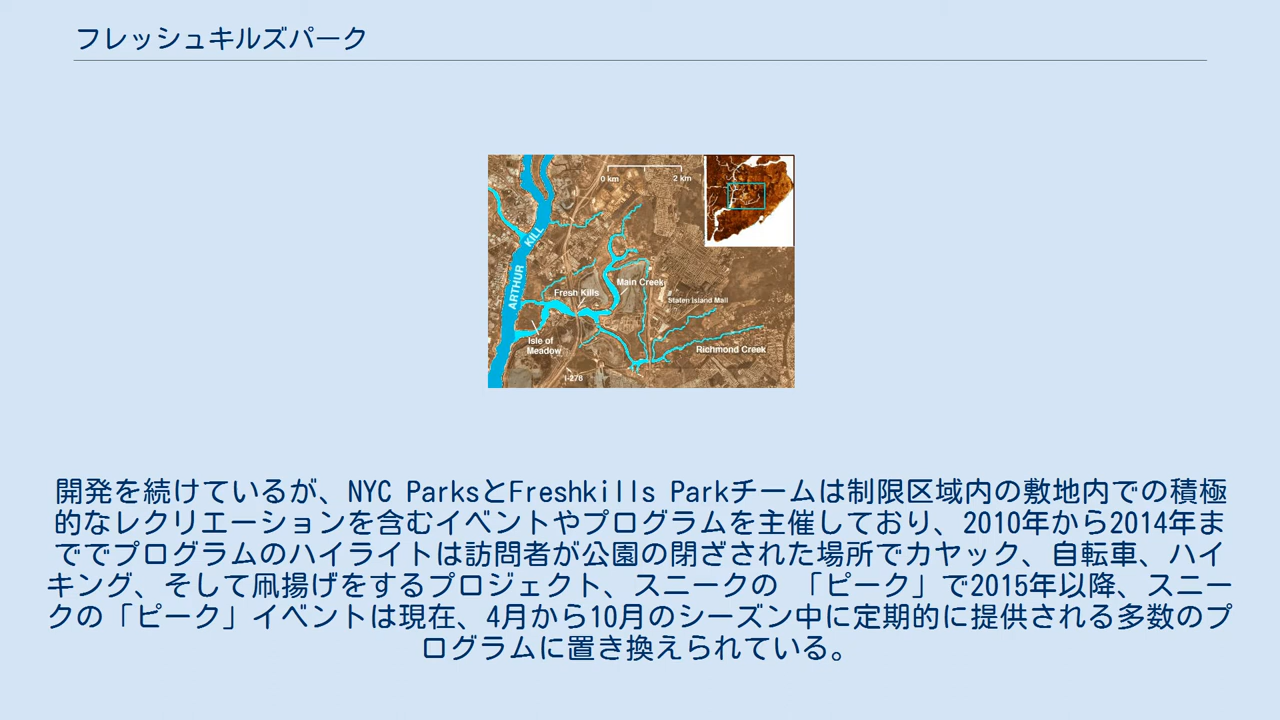 フレッシュキルズパーク
0 km
2 km
ARTHUR KILL
Fresh Kills
Main Creek
Staten Island Mall
Isle of
Meadow
Richmond Creek
I-278
開発を続けているが、NYC ParksとFreshkills Parkチームは制限区域内の敷地内での積極
的なレクリエーションを含むイベントやプログラムを主催しており、2010年から2014年ま
ででプログラムのハイライトは訪問者が公園の閉ざされた場所でカヤック、自転車、ハイ
キング、そして凧揚げをするプロジェクト、スニークの 「ピーク」で2015年以降、スニー
クの「ピーク」イベントは現在、4月から10月のシーズン中に定期的に提供される多数のプ
ログラムに置き換えられている。